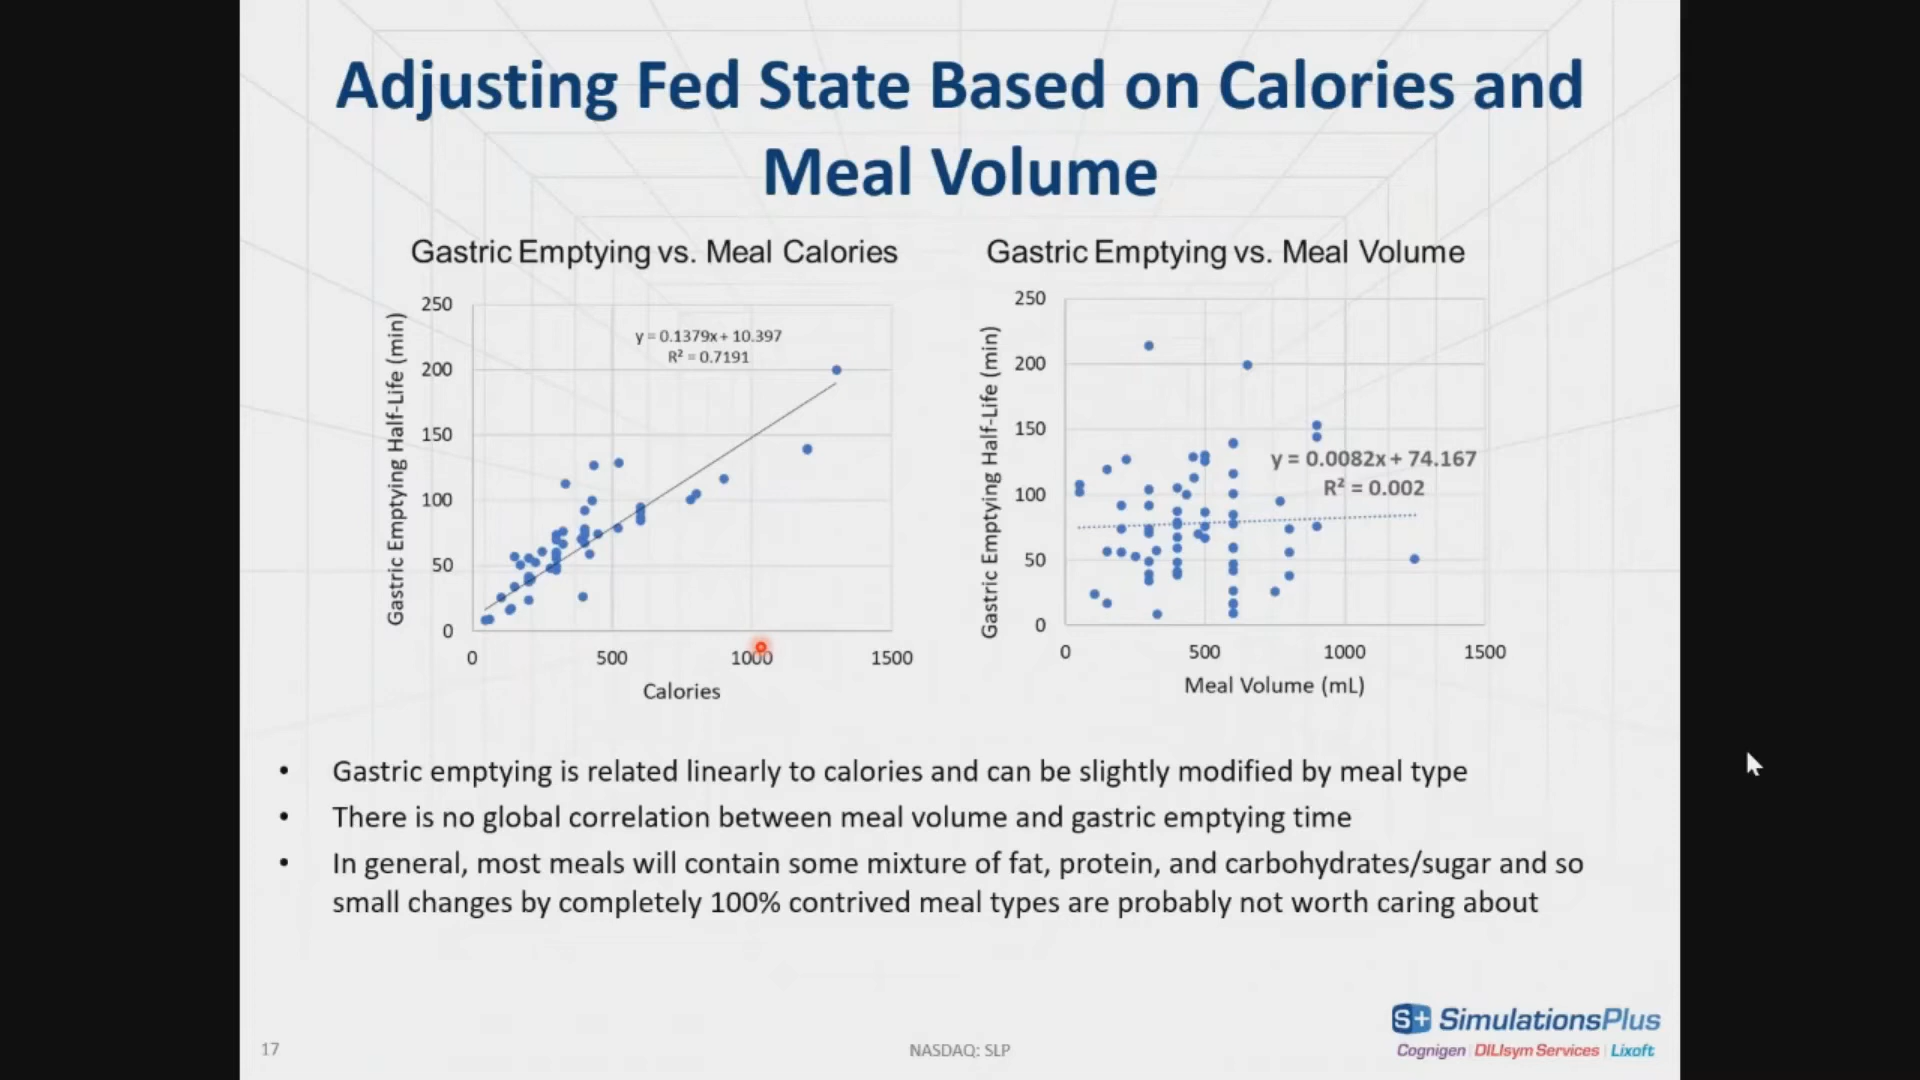 Adjusting Fed State Based on Calories and
Meal Volume
Gastric Emptying vs. Meal Calories
Gastric Emptying Half-Life (min)
250
200
150
100
50
0
y = 0.1379x + 10.397
R² = 0.7191
0 500 1000 1500
Calories
Gastric Emptying vs. Meal Volume
Gastric Emptying Half-Life (min)
250
200
150
100
50
0
y = 0.0082x + 74.167
R² = 0.002
0 500 1000 1500
Meal Volume (mL)
• Gastric emptying is related linearly to calories and can be slightly modified by meal type
• There is no global correlation between meal volume and gastric emptying time
• In general, most meals will contain some mixture of fat, protein, and carbohydrates/sugar and so
small changes by completely 100% contrived meal types are probably not worth caring about
17
NASDAQ: SLP
S+ SimulationsPlus
Cognigen | DILIsym Services | Lixoft